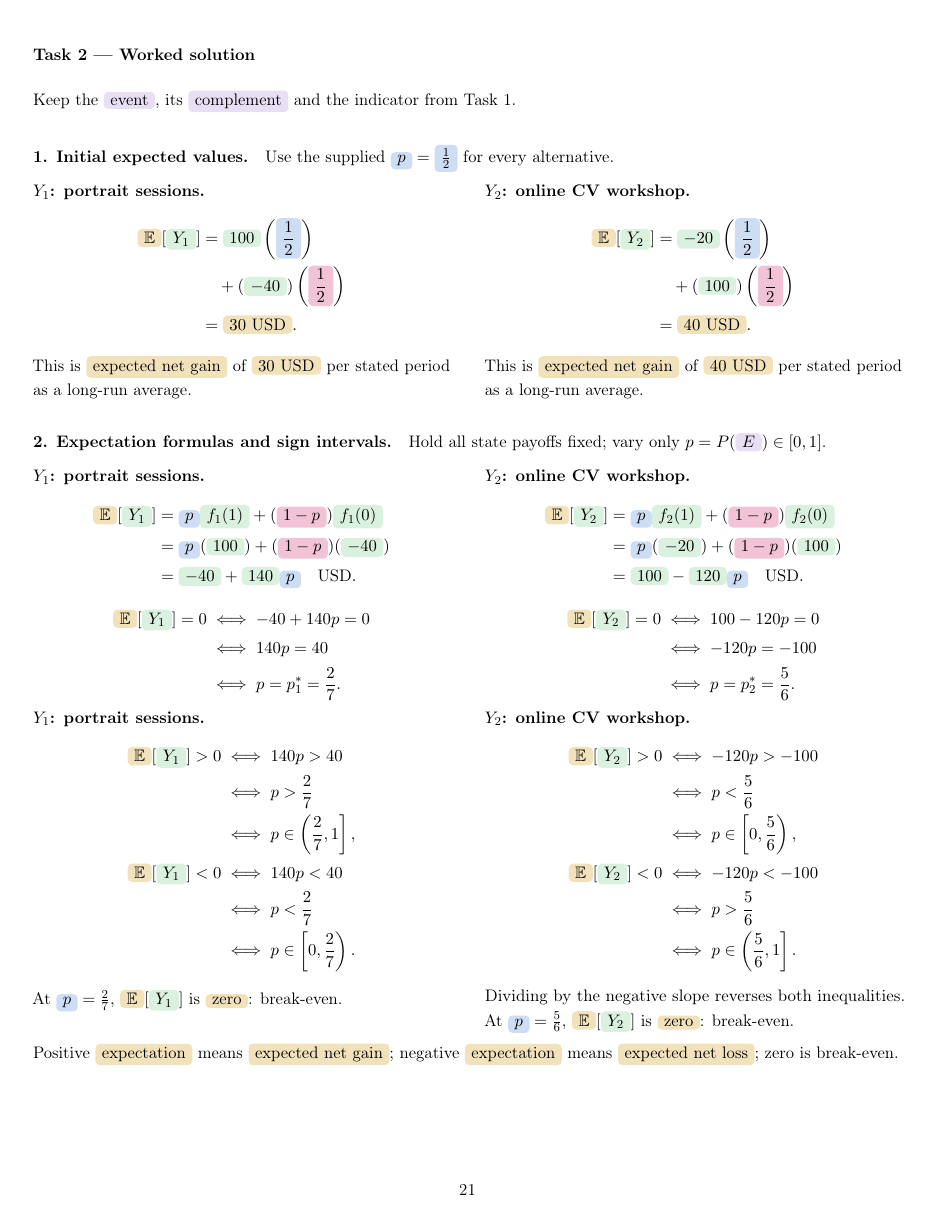 Task 2 — Worked solution
Keep the event, its complement and the indicator from Task 1.
1. Initial expected values. Use the supplied p = 1/2 for every alternative.
Y₁: portrait sessions.
𝔼[Y₁] = 100 (1/2)
+ (−40) (1/2)
= 30 USD.
This is expected net gain of 30 USD per stated period
as a long-run average.
Y₂: online CV workshop.
𝔼[Y₂] = −20 (1/2)
+ (100) (1/2)
= 40 USD.
This is expected net gain of 40 USD per stated period
as a long-run average.
2. Expectation formulas and sign intervals. Hold all state payoffs fixed; vary only p = P(E) ∈ [0, 1].
Y₁: portrait sessions.
𝔼[Y₁] = p f₁(1) + (1 − p) f₁(0)
= p(100) + (1 − p)(−40)
= −40 + 140 p USD.
𝔼[Y₁] = 0 ⟺ −40 + 140p = 0
⟺ 140p = 40
⟺ p = p₁* = 2/7.
Y₂: online CV workshop.
𝔼[Y₂] = p f₂(1) + (1 − p) f₂(0)
= p(−20) + (1 − p)(100)
= 100 − 120 p USD.
𝔼[Y₂] = 0 ⟺ 100 − 120p = 0
⟺ −120p = −100
⟺ p = p₂* = 5/6.
Y₁: portrait sessions.
𝔼[Y₁] > 0 ⟺ 140p > 40
⟺ p > 2/7
⟺ p ∈ (2/7, 1],
𝔼[Y₁] < 0 ⟺ 140p < 40
⟺ p < 2/7
⟺ p ∈ [0, 2/7).
At p = 2/7, 𝔼[Y₁] is zero: break-even.
Y₂: online CV workshop.
𝔼[Y₂] > 0 ⟺ −120p > −100
⟺ p < 5/6
⟺ p ∈ [0, 5/6),
𝔼[Y₂] < 0 ⟺ −120p < −100
⟺ p > 5/6
⟺ p ∈ (5/6, 1].
Dividing by the negative slope reverses both inequalities.
At p = 5/6, 𝔼[Y₂] is zero: break-even.
Positive expectation means expected net gain; negative expectation means expected net loss; zero is break-even.
21